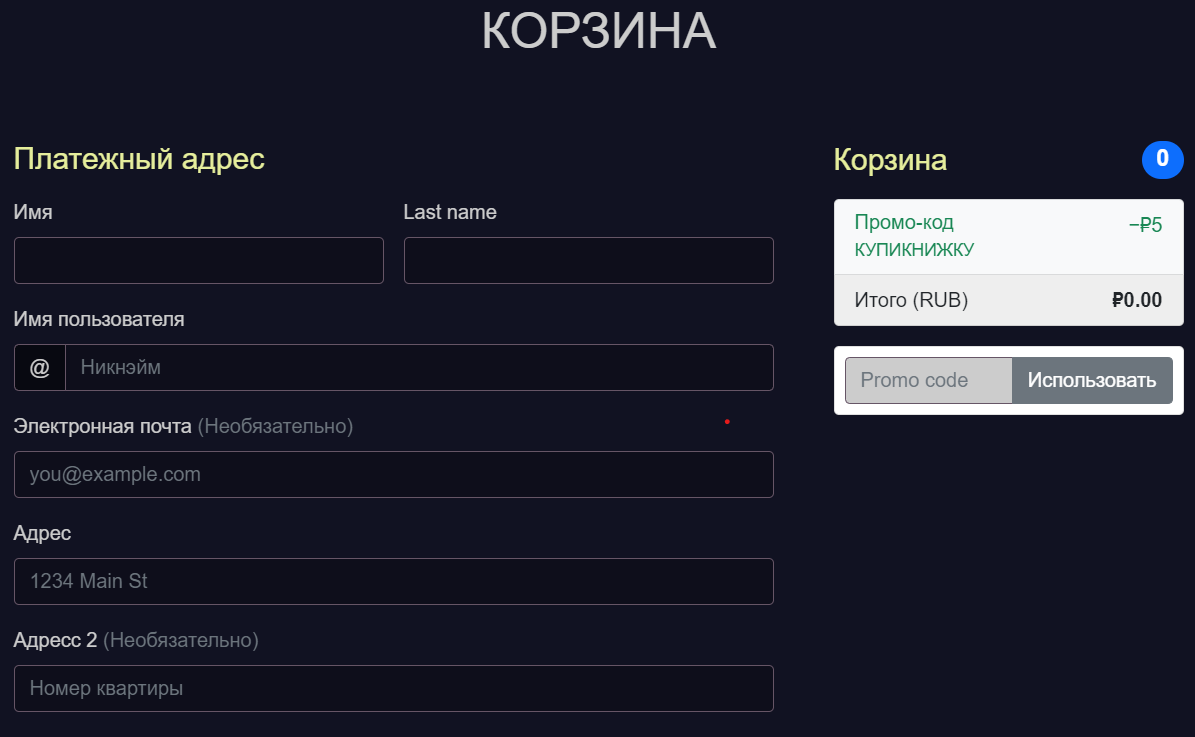 КОРЗИНА
Платежный адрес
Имя
Last name
Имя пользователя
@ Никнэйм
Электронная почта (Необязательно)
you@example.com
Адрес
1234 Main St
Адресс 2 (Необязательно)
Номер квартиры
Корзина 0
Промо-код −₽5
КУПИКНИЖКУ
Итого (RUB) ₽0.00
Promo code Использовать